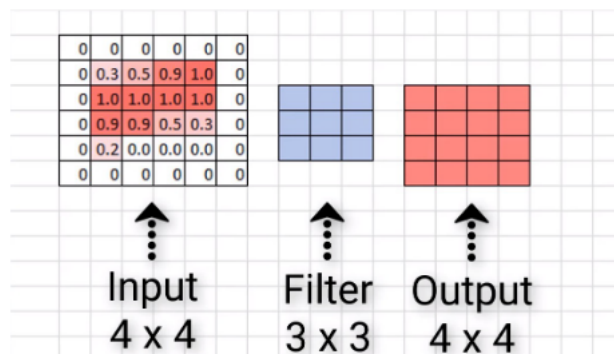 0 0 0 0 0 0
0 0.3 0.5 0.9 1.0 0
0 1.0 1.0 1.0 1.0 0
0 0.9 0.9 0.5 0.3 0
0 0.2 0.0 0.0 0.0 0
0 0 0 0 0 0
Input Filter Output
4 x 4 3 x 3 4 x 4